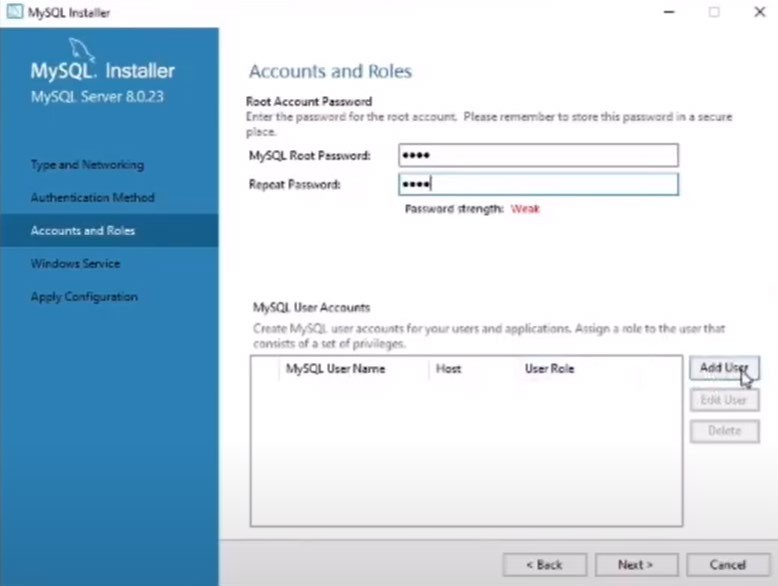 MySQL Installer
MySQL. Installer
MySQL Server 8.0.23
Type and Networking
Authentication Method
Accounts and Roles
Windows Service
Apply Configuration
Accounts and Roles
Root Account Password
Enter the password for the root account. Please remember to store this password in a secure
place.
MySQL Root Password: ••••
Repeat Password: ••••
Password strength: Weak
MySQL User Accounts
Create MySQL user accounts for your users and applications. Assign a role to the user that
consists of a set of privileges.
MySQL User Name Host User Role
Add User
Edit User
Delete
< Back Next > Cancel